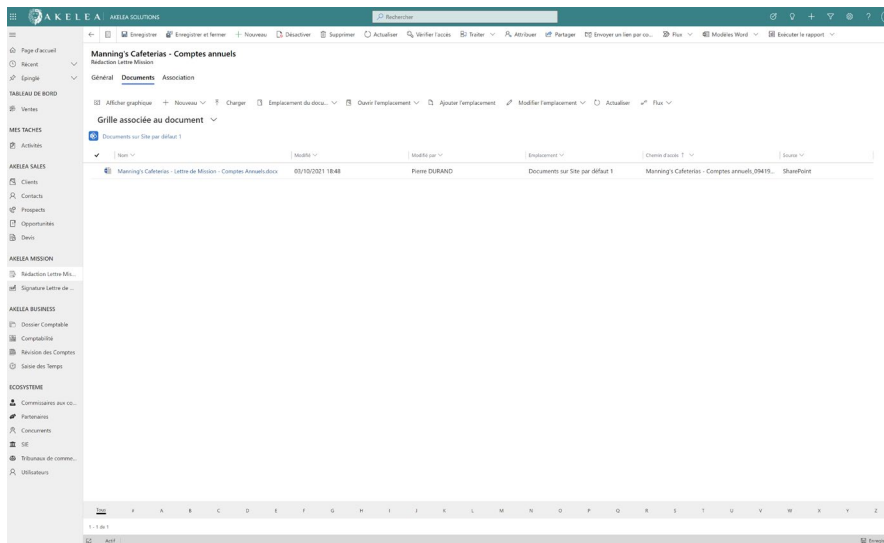 AKELEA AKELEA SOLUTIONS Rechercher
Enregistrer Enregistrer et fermer Nouveau Désactiver Supprimer Actualiser Vérifier l'accès Traiter Attribuer Partager Envoyer un lien par co... Flux Modèles Word Exécuter le rapport
Page d'accueil
Récent
Épinglé
TABLEAU DE BORD
Ventes
MES TACHES
Activités
AKELEA SALES
Clients
Contacts
Prospects
Opportunités
Devis
AKELEA MISSION
Rédaction Lettre Mis...
Signature Lettre de ...
AKELEA BUSINESS
Dossier Comptable
Comptabilité
Révision des Comptes
Saisie des Temps
ECOSYSTEME
Commissaires aux co...
Partenaires
Concurrents
SIE
Tribunaux de comme...
Utilisateurs
Manning's Cafeterias - Comptes annuels
Rédaction Lettre Mission
Général Documents Association
Afficher graphique Nouveau Charger Emplacement du docu... Ouvrir l'emplacement Ajouter l'emplacement Modifier l'emplacement Actualiser Flux
Grille associée au document
Documents sur Site par défaut 1
Nom Modifié Modifié par Emplacement Chemin d'accès Source
Manning's Cafeterias - Lettre de Mission - Comptes Annuels.docx 03/10/2021 18:48 Pierre DURAND Documents sur Site par défaut 1 Manning's Cafeterias - Comptes annuels_09419... SharePoint
Tout # A B C D E F G H I J K L M N O P Q R S T U V W X Y Z
1 - 1 de 1
Actif